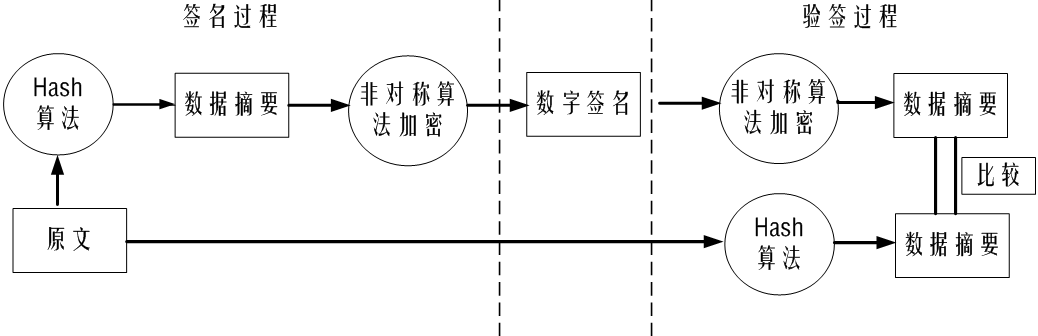 签名过程
验签过程
Hash
算法
数据摘要
非对称算
法加密
数字签名
非对称算
法加密
数据摘要
比较
原文
Hash
算法
数据摘要